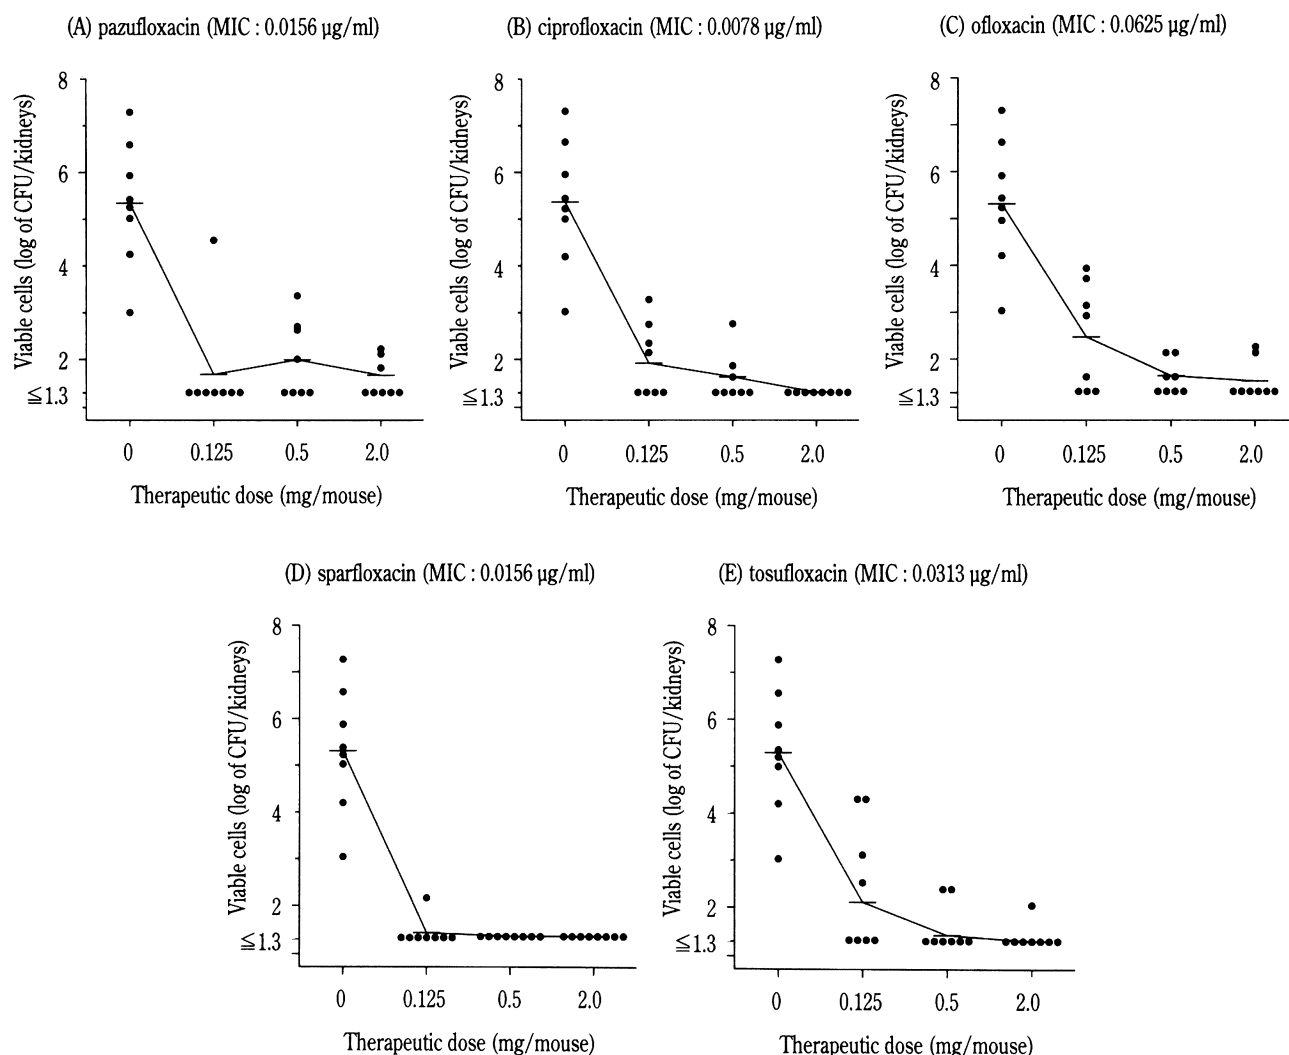 (A) pazufloxacin (MIC : 0.0156 µg/ml)
Viable cells (log of CFU/kidneys)
8
6
4
2
≦1.3
0 0.125 0.5 2.0
Therapeutic dose (mg/mouse)
(B) ciprofloxacin (MIC : 0.0078 µg/ml)
Viable cells (log of CFU/kidneys)
8
6
4
2
≦1.3
0 0.125 0.5 2.0
Therapeutic dose (mg/mouse)
(C) ofloxacin (MIC : 0.0625 µg/ml)
Viable cells (log of CFU/kidneys)
8
6
4
2
≦1.3
0 0.125 0.5 2.0
Therapeutic dose (mg/mouse)
(D) sparfloxacin (MIC : 0.0156 µg/ml)
Viable cells (log of CFU/kidneys)
8
6
4
2
≦1.3
0 0.125 0.5 2.0
Therapeutic dose (mg/mouse)
(E) tosufloxacin (MIC : 0.0313 µg/ml)
Viable cells (log of CFU/kidneys)
8
6
4
2
≦1.3
0 0.125 0.5 2.0
Therapeutic dose (mg/mouse)